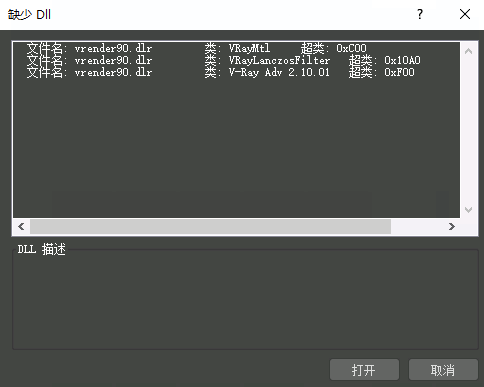 缺少 Dll
文件名: vrender90.dlr 类: VRayMtl 超类: 0xC00
文件名: vrender90.dlr 类: VRayLanczosFilter 超类: 0x10A0
文件名: vrender90.dlr 类: V-Ray Adv 2.10.01 超类: 0xF00
DLL 描述
打开 取消